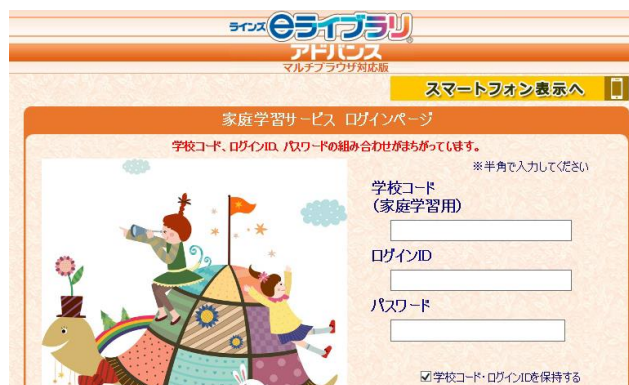 ラインズeライブラリ
アドバンス
マルチブラウザ対応版
スマートフォン表示へ
家庭学習サービス ログインページ
学校コード、ログインID、パスワードの組み合わせがまちがっています。
※半角で入力してください
学校コード
(家庭学習用)
ログインID
パスワード
学校コード・ログインIDを保持する